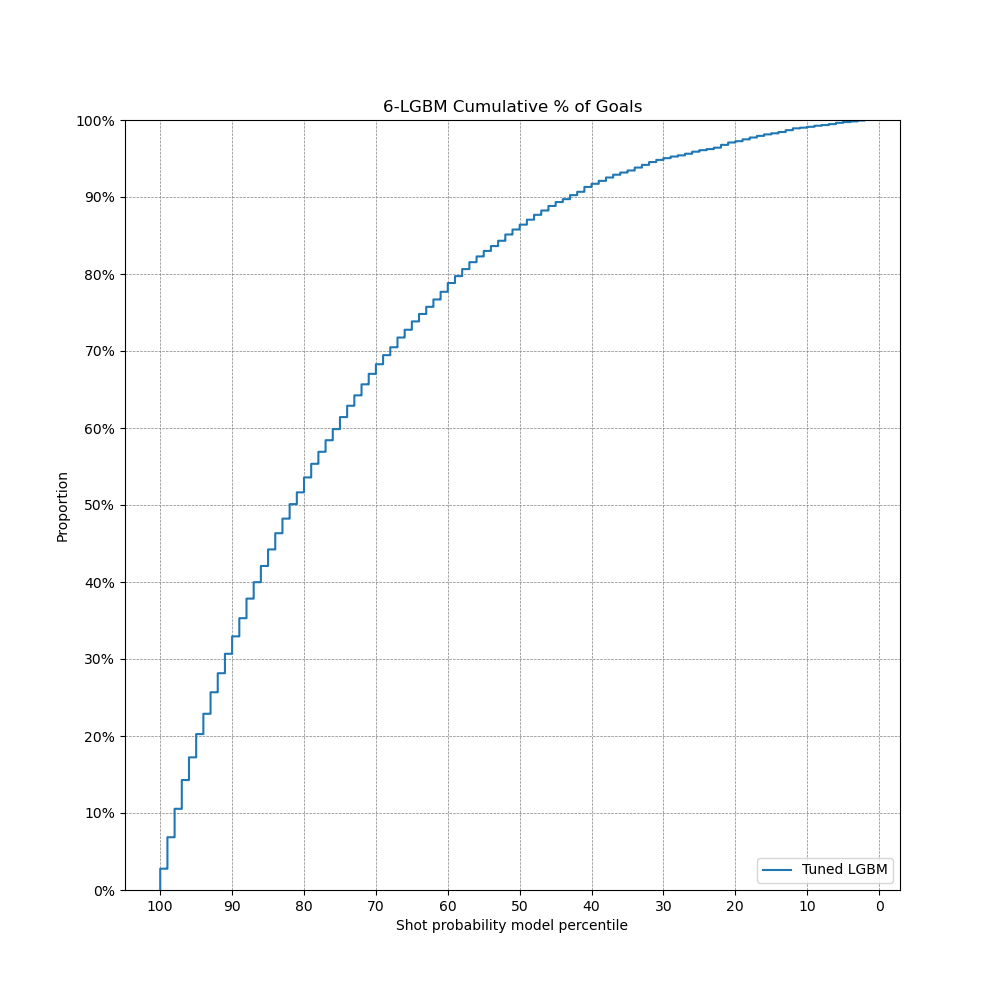 6-LGBM Cumulative % of Goals
100%
90%
80%
70%
60%
50%
40%
30%
20%
10%
0%
Proportion
Tuned LGBM
100 90 80 70 60 50 40 30 20 10 0
Shot probability model percentile